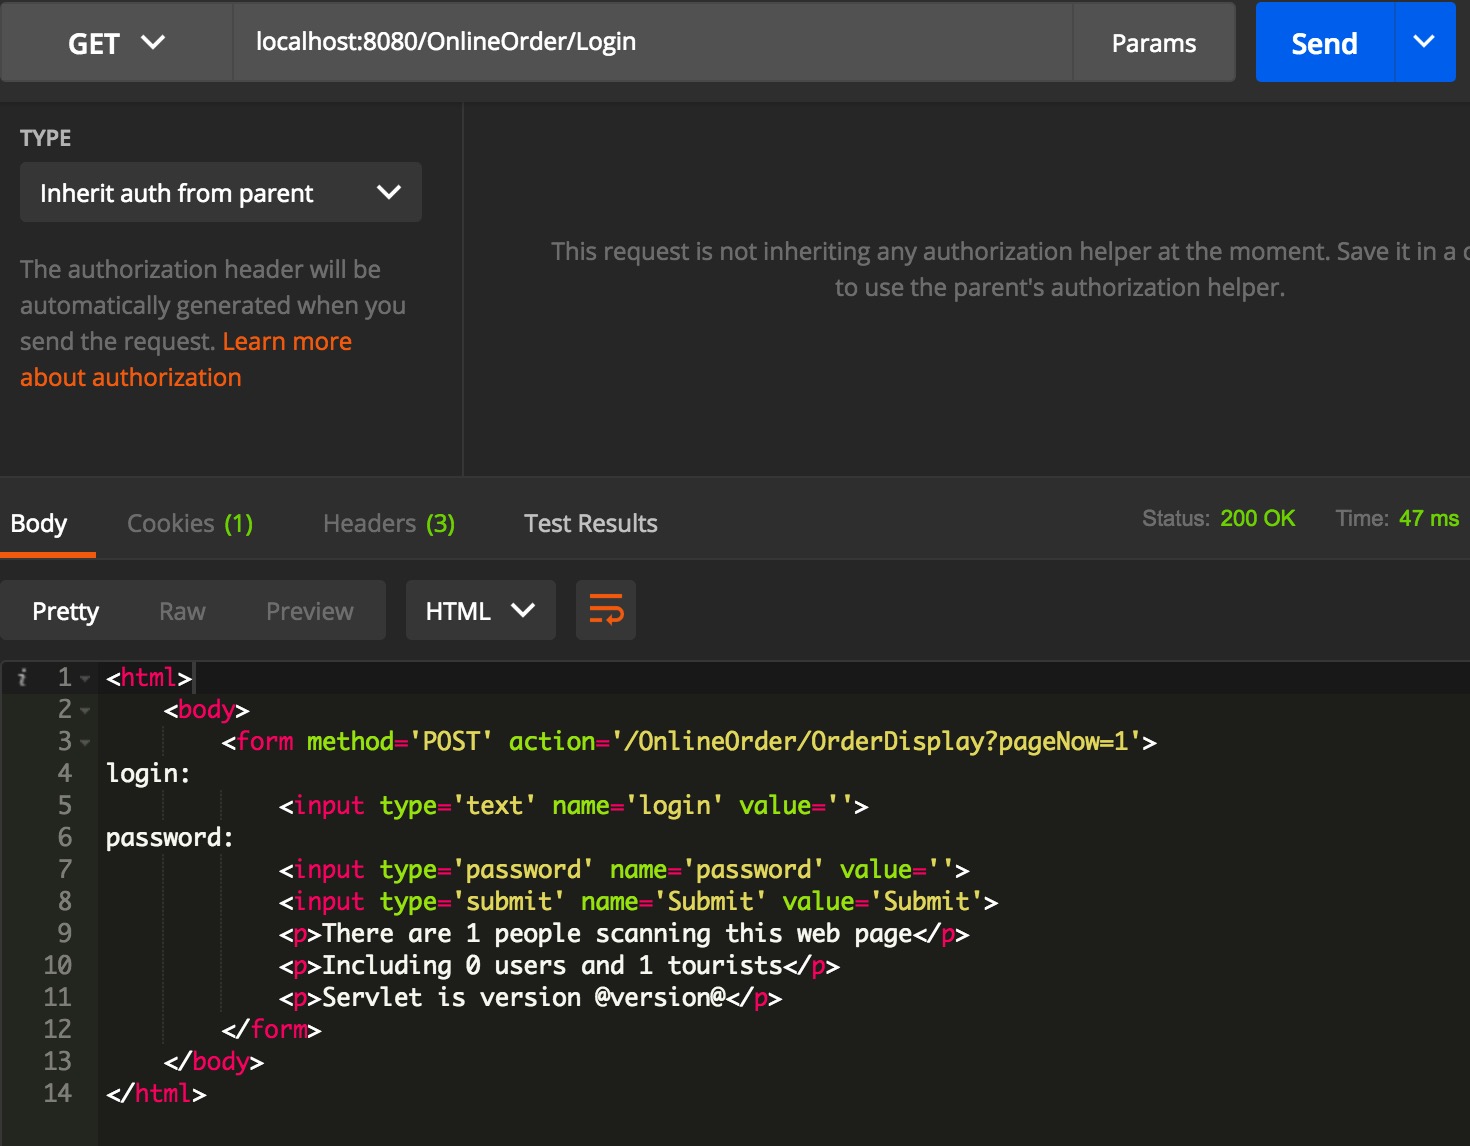 GET localhost:8080/OnlineOrder/Login Params Send
TYPE
Inherit auth from parent
The authorization header will be
automatically generated when you
send the request. Learn more
about authorization
This request is not inheriting any authorization helper at the moment. Save it in a
to use the parent's authorization helper.
Body Cookies (1) Headers (3) Test Results Status: 200 OK Time: 47 ms
Pretty Raw Preview HTML
i 1 <html>
2 <body>
3 <form method='POST' action='/OnlineOrder/OrderDisplay?pageNow=1'>
4 login:
5 <input type='text' name='login' value=''>
6 password:
7 <input type='password' name='password' value=''>
8 <input type='submit' name='Submit' value='Submit'>
9 <p>There are 1 people scanning this web page</p>
10 <p>Including 0 users and 1 tourists</p>
11 <p>Servlet is version @version@</p>
12 </form>
13 </body>
14 </html>